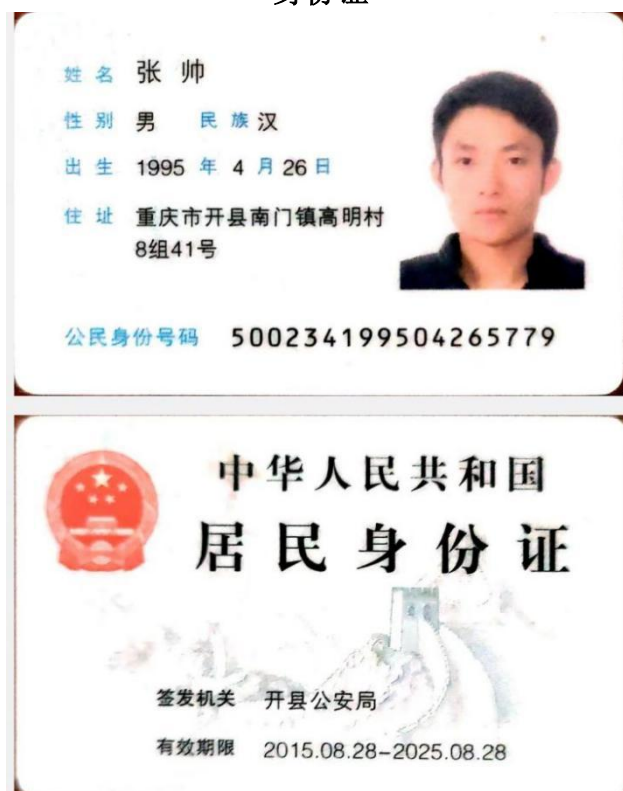 身份证
姓名 张帅
性别 男 民族 汉
出生 1995 年 4 月 26 日
住址 重庆市开县南门镇高明村
8组41号
公民身份号码 500234199504265779
中华人民共和国
居民身份证
签发机关 开县公安局
有效期限 2015.08.28-2025.08.28